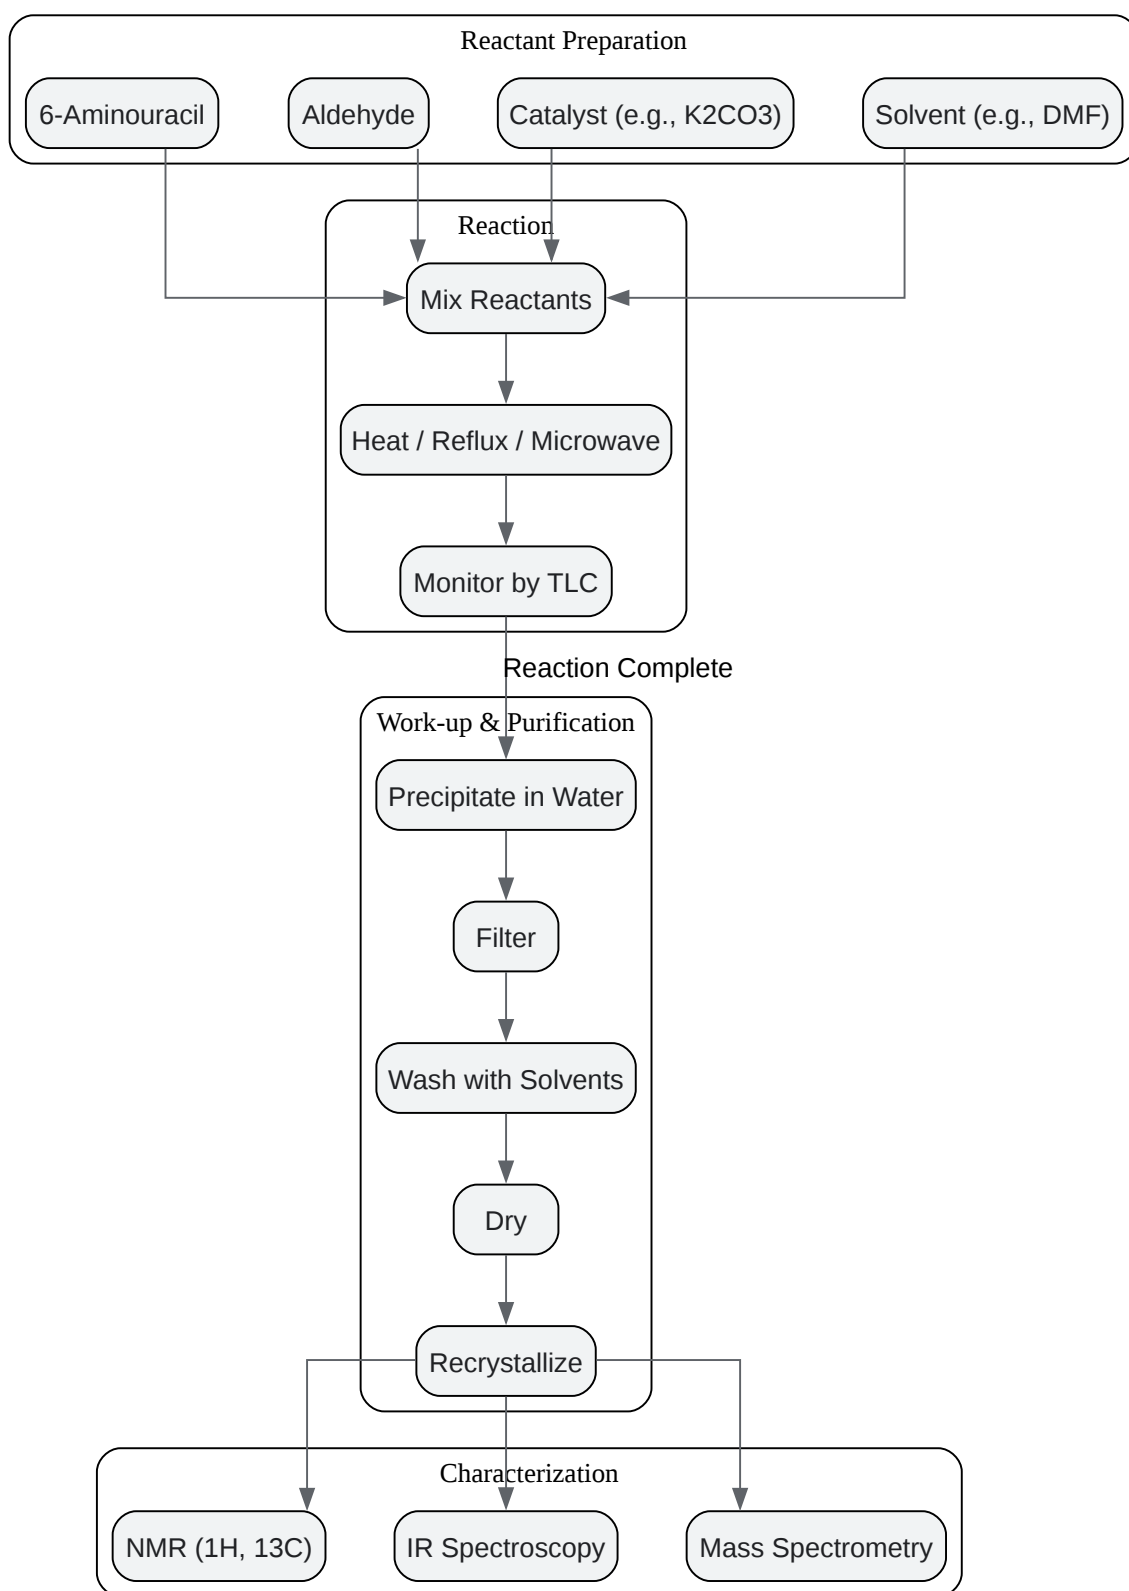 Reactant Preparation
6-Aminouracil
Aldehyde
Catalyst (e.g., K2CO3)
Solvent (e.g., DMF)
Reaction
Mix Reactants
Heat / Reflux / Microwave
Monitor by TLC
Reaction Complete
Work-up & Purification
Precipitate in Water
Filter
Wash with Solvents
Dry
Recrystallize
Characterization
NMR (1H, 13C)
IR Spectroscopy
Mass Spectrometry